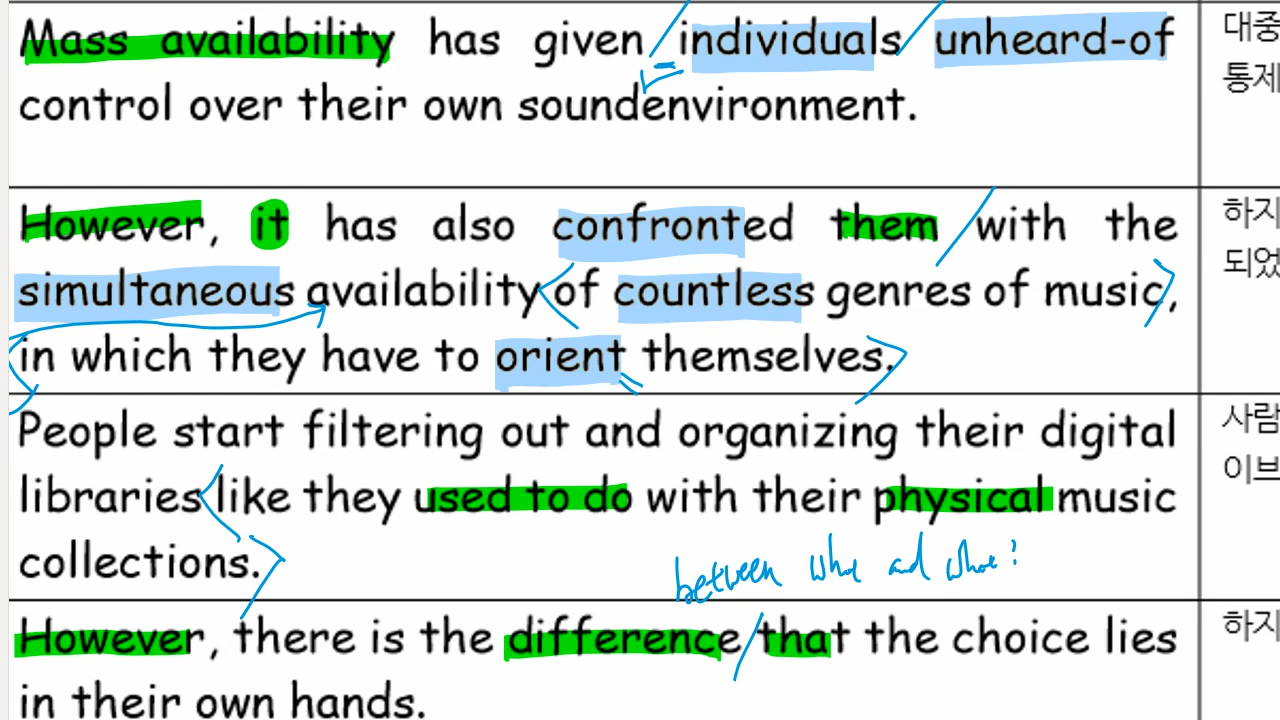 Mass availability has given individuals unheard-of
control over their own soundenvironment.
대중
통제
However, it has also confronted them with the
simultaneous availability of countless genres of music,
in which they have to orient themselves.
하지
되었
People start filtering out and organizing their digital
libraries like they used to do with their physical music
collections.
사람
이브
between who and who?
However, there is the difference that the choice lies
in their own hands.
하지